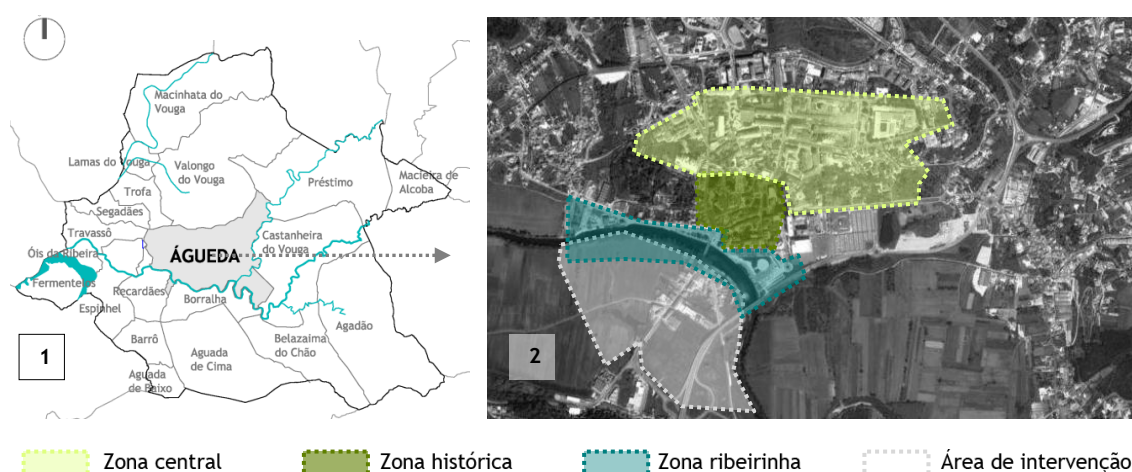 Macinhata do
Vouga
Lamas do Vouga
Valongo
do Vouga
Préstimo
Macieira de
Alcoba
Trofa
Segadães
Travassô
Castanheira
do Vouga
ÁGUEDA
Óis da Ribeira
Fermentelos
Recardães
Espinhel
Borralha
Agadão
Barrô
Belazaima
do Chão
Aguada
de Cima
Aguada
de Baixo
1
2
Zona central
Zona histórica
Zona ribeirinha
Área de intervenção